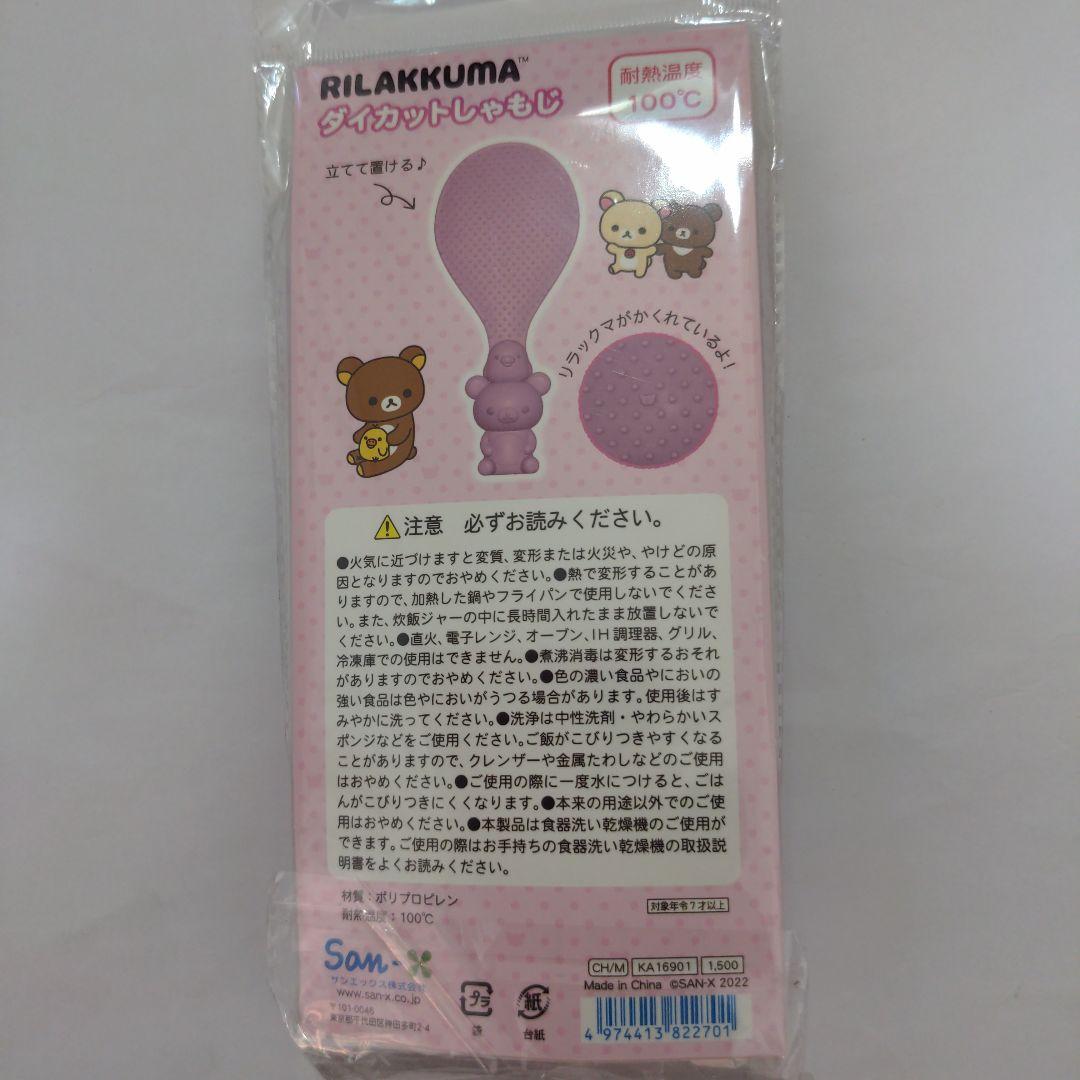 RILAKKUMA™
ダイカットしゃもじ
耐熱温度
100℃
立てて置ける♪
リラックマがかくれているよ!
注意 必ずお読みください。
●火気に近づけますと変質、変形または火災や、やけどの原
因となりますのでおやめください。●熱で変形することがあ
りますので、加熱した鍋やフライパンで使用しないでくださ
い。また、炊飯ジャーの中に長時間入れたまま放置しないで
ください。●直火、電子レンジ、オーブン、IH調理器、グリル、
冷凍庫での使用はできません。●煮沸消毒は変形するおそれ
がありますのでおやめください。●色の濃い食品やにおいの
強い食品は色やにおいがうつる場合があります。使用後はす
みやかに洗ってください。●洗浄は中性洗剤・やわらかいス
ポンジなどをご使用ください。ご飯がこびりつきやすくなる
ことがありますので、クレンザーや金属たわしなどのご使用
はおやめください。●ご使用の際に一度水につけると、ごは
んがこびりつきにくくなります。●本来の用途以外でのご使
用はおやめください。●本製品は食器洗い乾燥機のご使用が
できます。ご使用の際はお手持ちの食器洗い乾燥機の取扱説
明書をよくお読みください。
材質:ポリプロピレン
耐熱温度:100℃
対象年令7才以上
San-X
サンエックス株式会社
www.san-x.co.jp
〒101-0046
東京都千代田区神田多町2-4
プラ
袋
紙
台紙
CH/M KA16901 1,500
Made in China ©SAN-X 2022
4974413822701